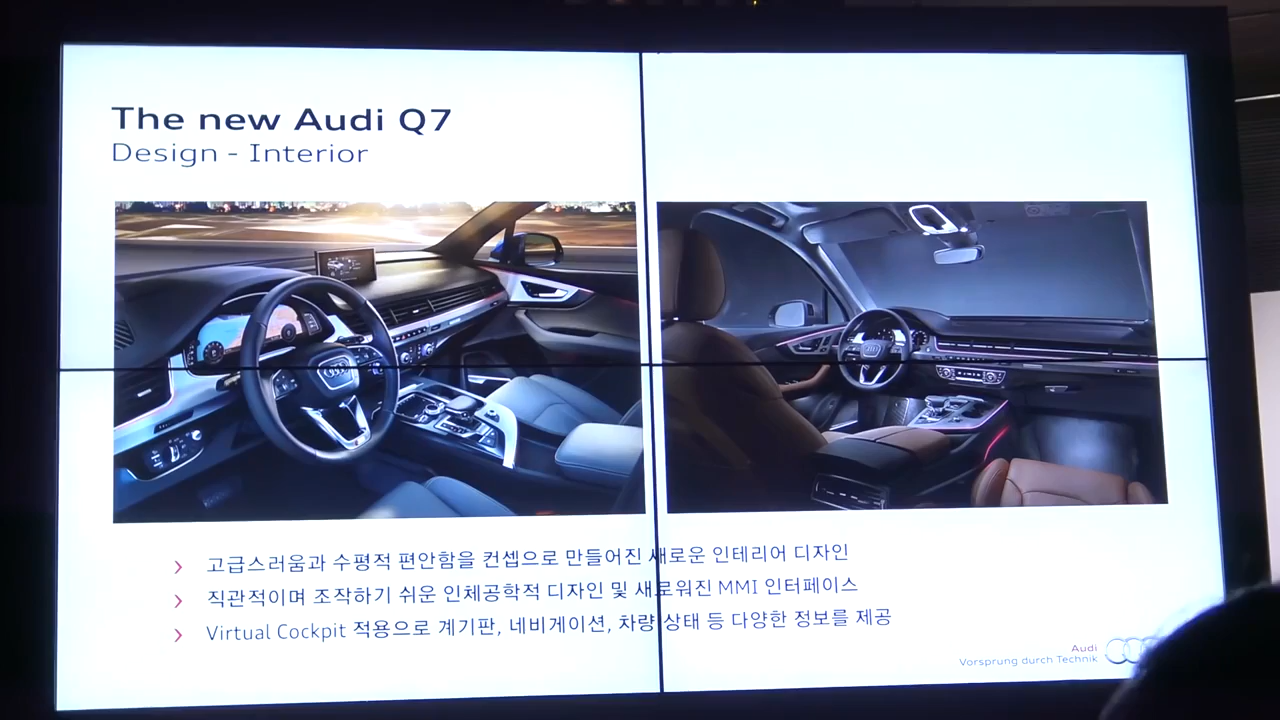 The new Audi Q7
Design - Interior
고급스러움과 수평적 편안함을 컨셉으로 만들어진 새로운 인테리어 디자인
직관적이며 조작하기 쉬운 인체공학적 디자인 및 새로워진 MMI 인터페이스
Virtual Cockpit 적용으로 계기판, 네비게이션, 차량 상태 등 다양한 정보를 제공
Audi
Vorsprung durch Technik